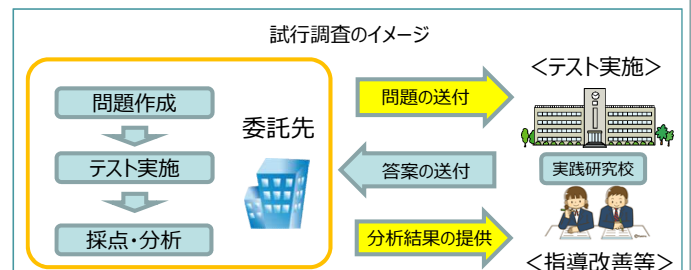 試行調査のイメージ
<テスト実施>
問題作成
問題の送付
委託先
テスト実施
答案の送付
実践研究校
採点・分析
分析結果の提供
<指導改善等>